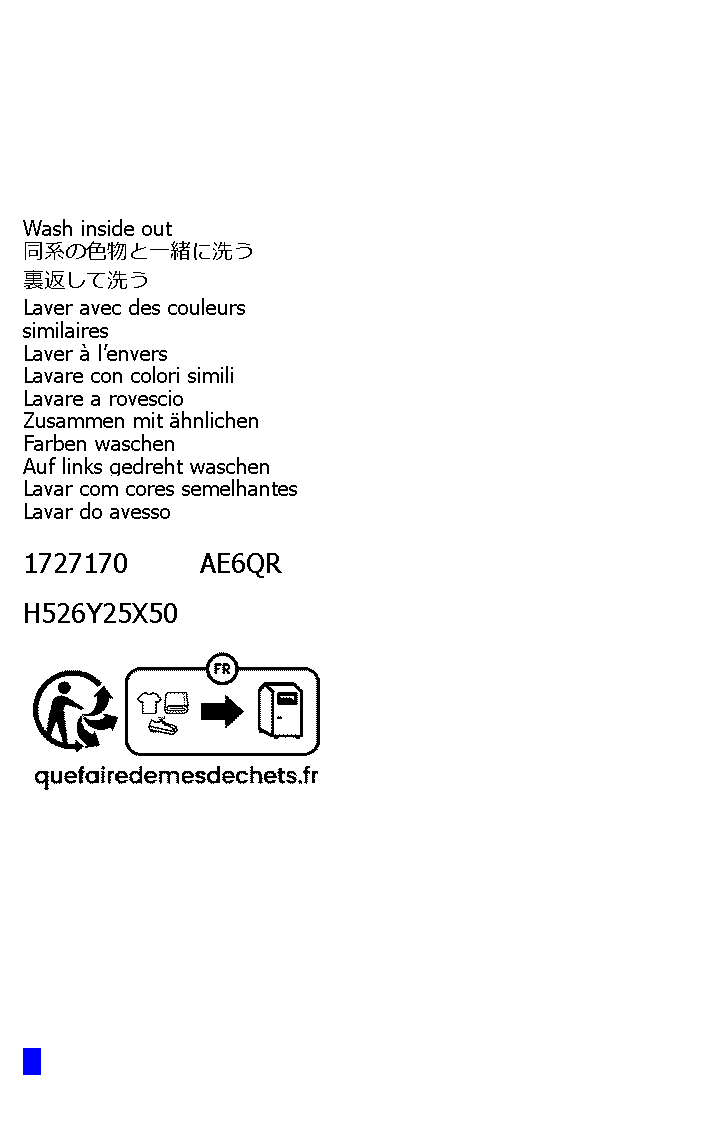 Wash inside out
同系の色物と一緒に洗う
裏返して洗う
Laver avec des couleurs
similaires
Laver à l'envers
Lavare con colori simili
Lavare a rovescio
Zusammen mit ähnlichen
Farben waschen
Auf links gedreht waschen
Lavar com cores semelhantes
Lavar do avesso
1727170 AE6QR
H526Y25X50
FR
quefairedemesdechets.fr